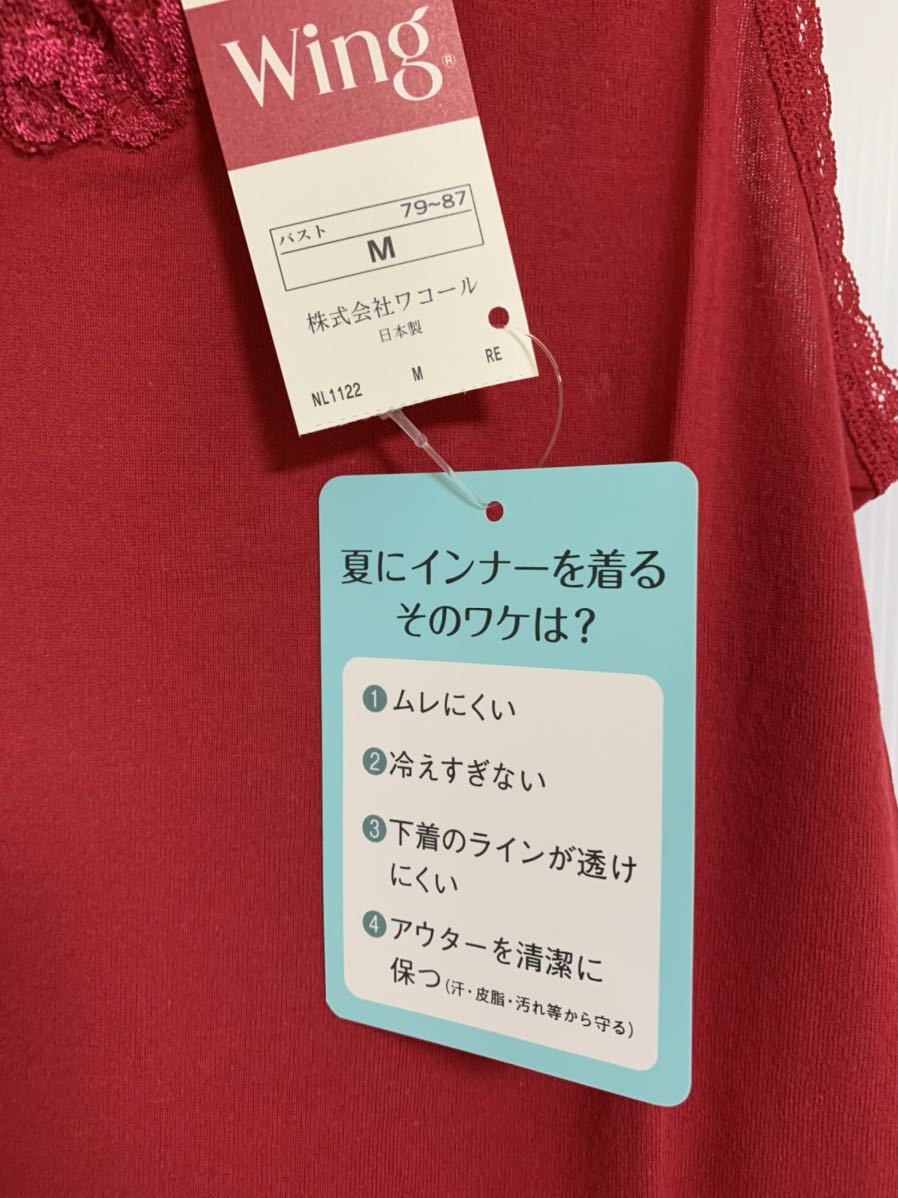 Wing®
バスト 79~87
M
株式会社ワコール
日本製
NL1122 M RE
夏にインナーを着る
そのワケは?
1 ムレにくい
2 冷えすぎない
3 下着のラインが透け
にくい
4 アウターを清潔に
保つ(汗・皮脂・汚れ等から守る)